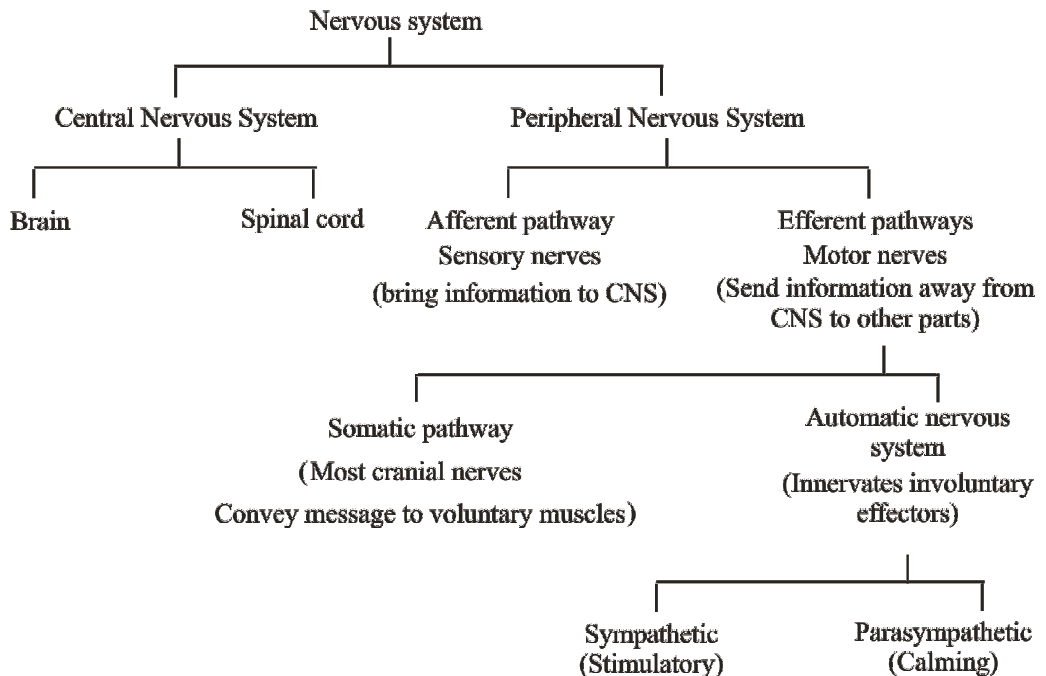 Nervous system
Central Nervous System
Peripheral Nervous System
Brain
Spinal cord
Afferent pathway
Sensory nerves
(bring information to CNS)
Efferent pathways
Motor nerves
(Send information away from
CNS to other parts)
Somatic pathway
(Most cranial nerves
Convey message to voluntary muscles)
Automatic nervous
system
(Innervates involuntary
effectors)
Sympathetic
(Stimulatory)
Parasympathetic
(Calming)